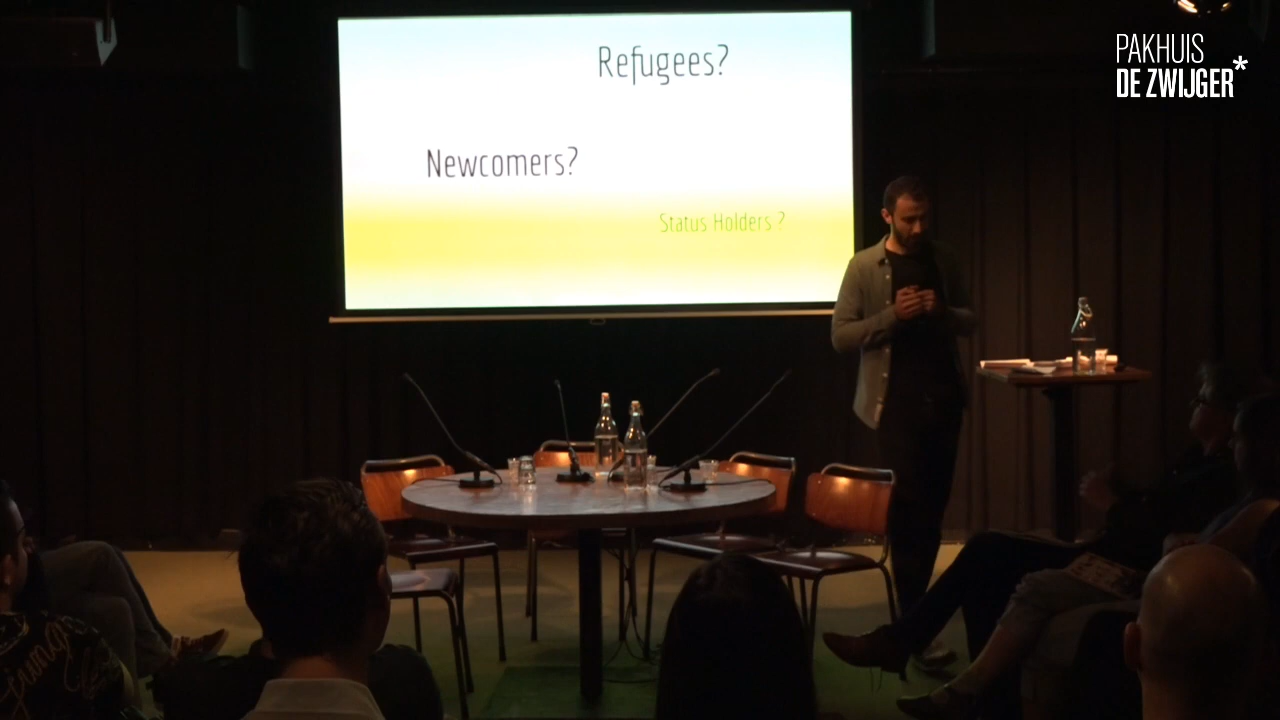 Refugees?
PAKHUIS
DE ZWIJGER*
Newcomers?
Status Holders ?